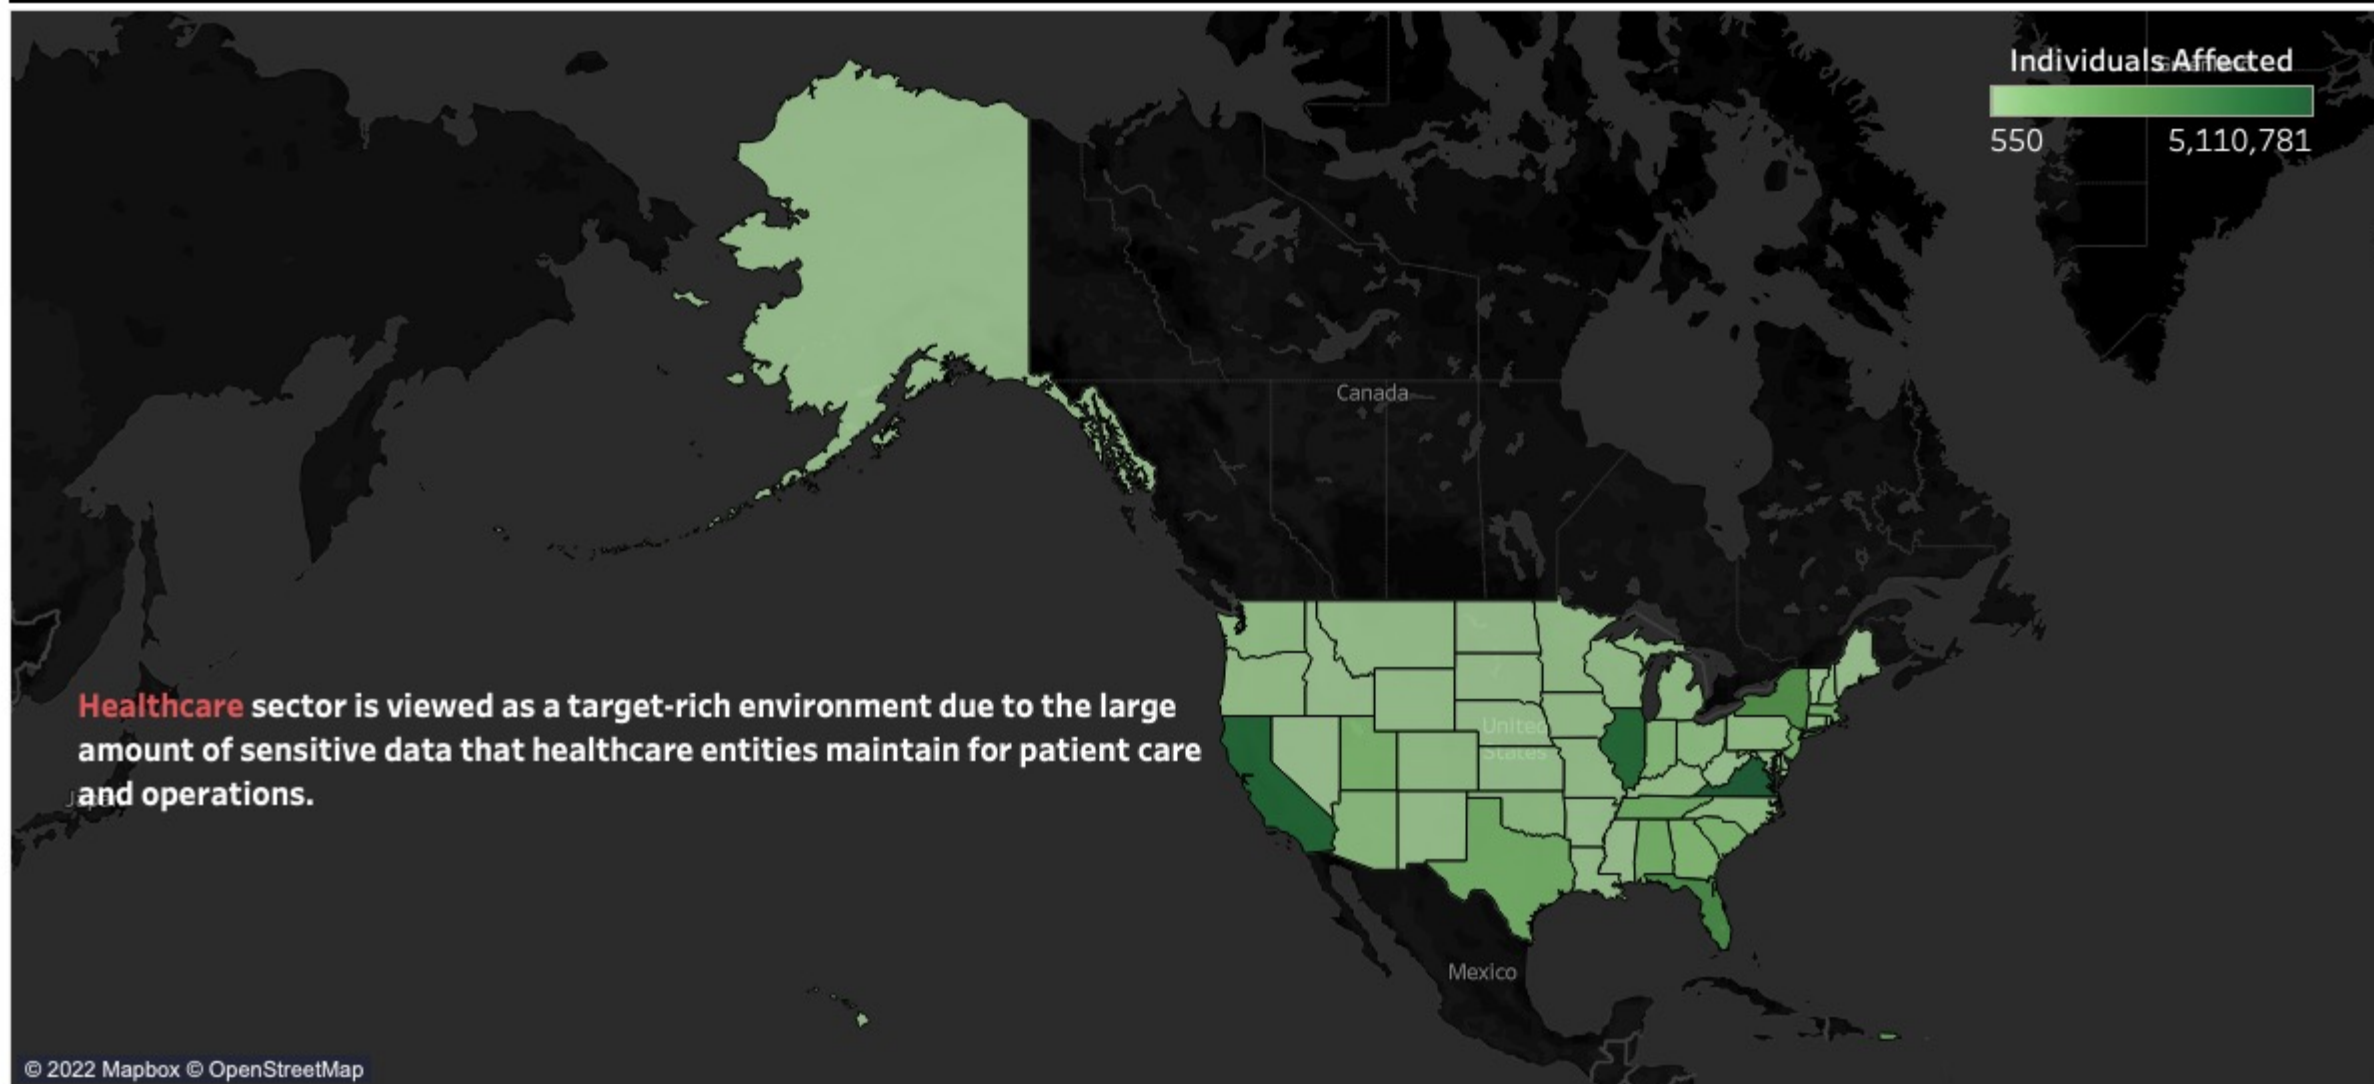 Individuals Affected
550 5,110,781
Canada
Healthcare sector is viewed as a target-rich environment due to the large
amount of sensitive data that healthcare entities maintain for patient care
and operations.
United
States
Mexico
© 2022 Mapbox © OpenStreetMap